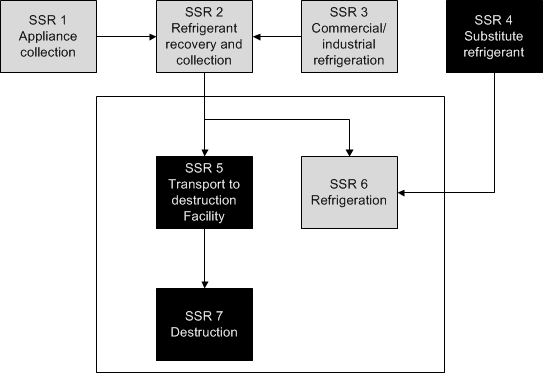 SSR 1
Appliance
collection
SSR 2
Refrigerant
recovery and
collection
SSR 3
Commercial/
industrial
refrigeration
SSR 4
Substitute
refrigerant
SSR 5
Transport to
destruction
Facility
SSR 6
Refrigeration
SSR 7
Destruction